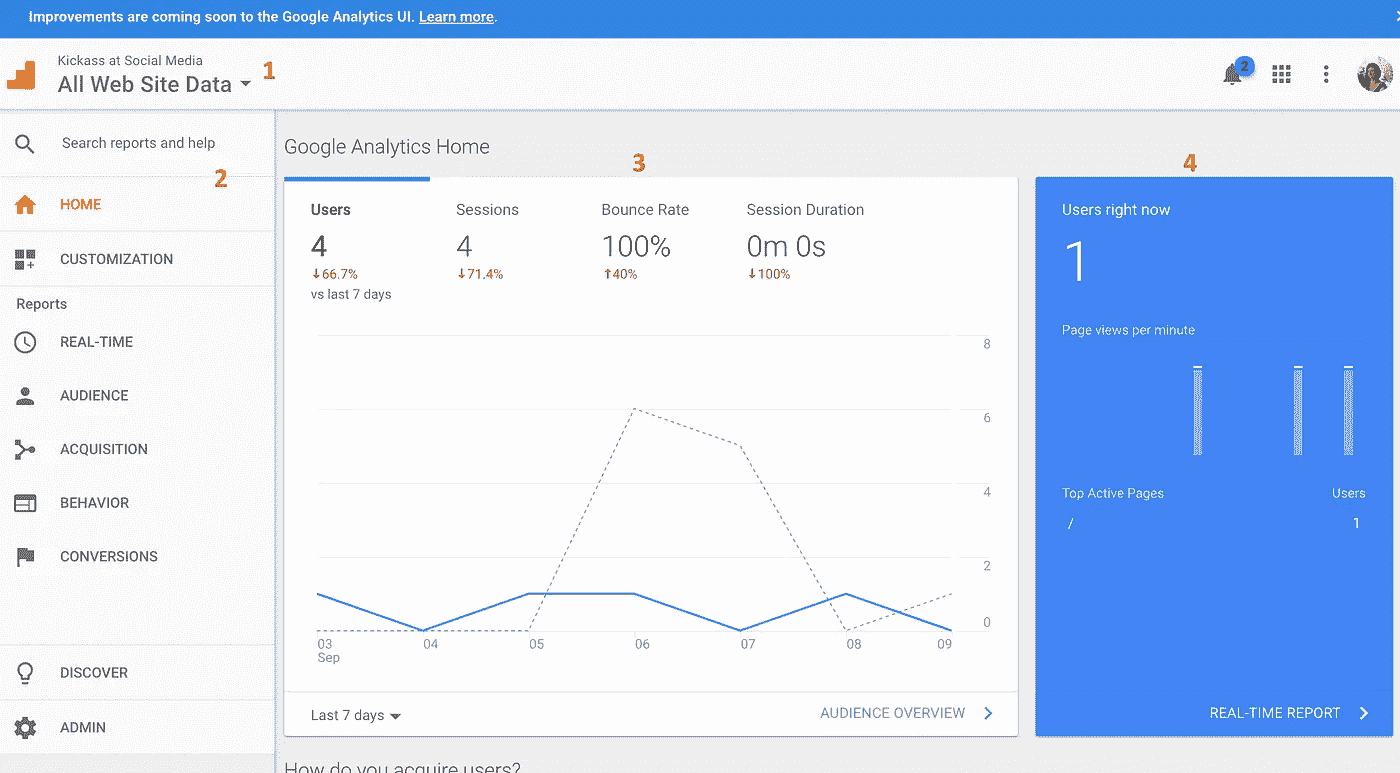 Improvements are coming soon to the Google Analytics UI. Learn more.
Kickass at Social Media
All Web Site Data
1
2
Search reports and help
2
HOME
CUSTOMIZATION
Reports
REAL-TIME
AUDIENCE
ACQUISITION
BEHAVIOR
CONVERSIONS
DISCOVER
ADMIN
Google Analytics Home
3
4
Users
4
↓66.7%
vs last 7 days
Sessions
4
↓71.4%
Bounce Rate
100%
↑40%
Session Duration
0m 0s
↓100%
8
6
4
2
0
03 04 05 06 07 08 09
Sep
Last 7 days
AUDIENCE OVERVIEW
Users right now
1
Page views per minute
Top Active Pages Users
/ 1
REAL-TIME REPORT
How do you acquire users?